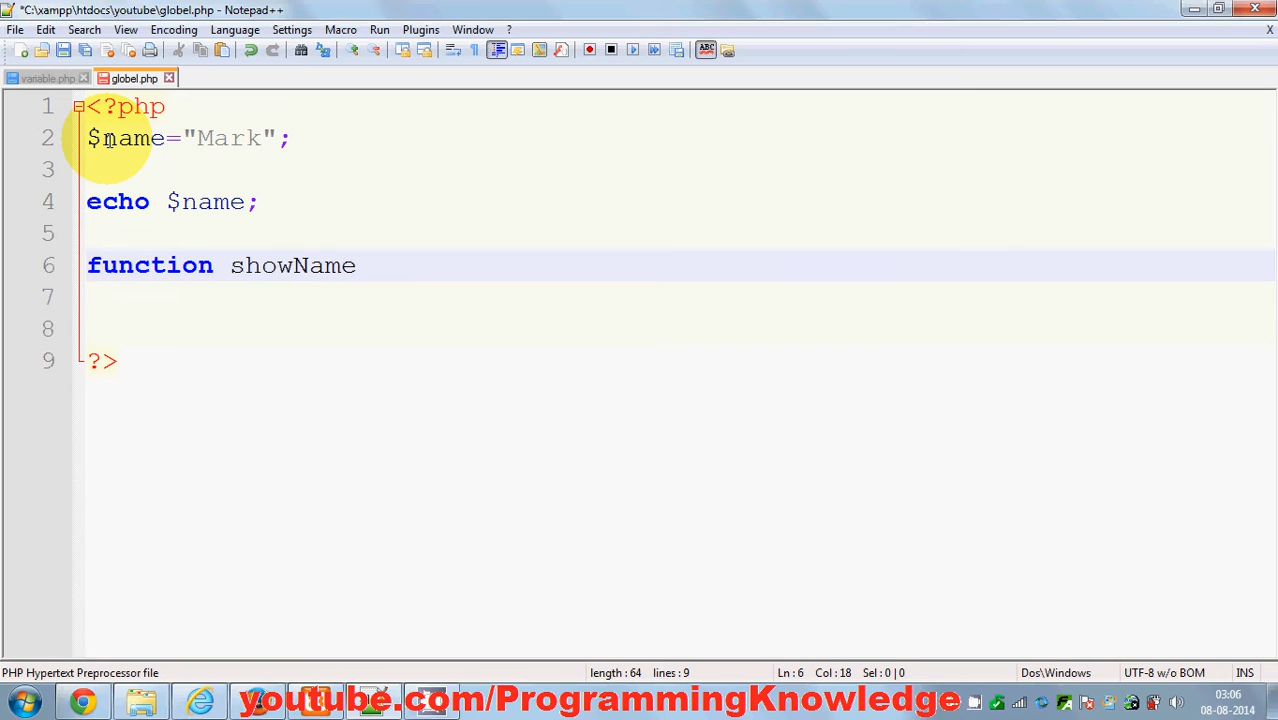 *C:\xampp\htdocs\youtube\globel.php - Notepad++
File Edit Search View Encoding Language Settings Macro Run Plugins Window ? X
ABC
variable.php globel.php
1 <?php
2 $name="Mark";
3
4 echo $name;
5
6 function showName
7
8
9 ?>
PHP Hypertext Preprocessor file length : 64 lines : 9 Ln : 6 Col : 18 Sel : 0 | 0 Dos\Windows UTF-8 w/o BOM INS
youtube.com/ProgrammingKnowledge
03:06
08-08-2014